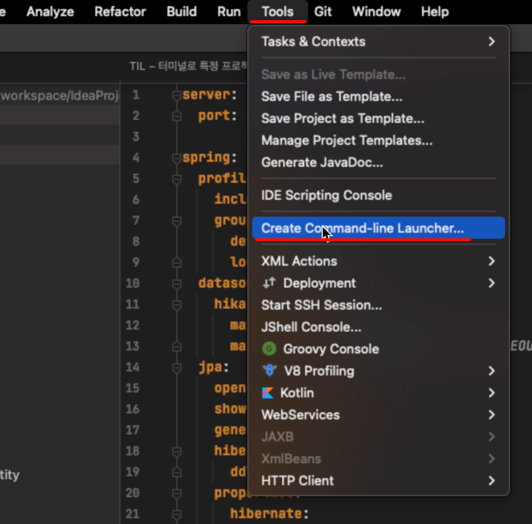 Analyze Refactor Build Run Tools Git Window Help
TIL – 터미널로 특정 프로젝
workspace/IdeaProj
Tasks & Contexts
Save as Live Template...
Save File as Template...
Save Project as Template...
Manage Project Templates...
Generate JavaDoc...
IDE Scripting Console
Create Command-line Launcher...
XML Actions
Deployment
Start SSH Session...
JShell Console...
Groovy Console
V8 Profiling
Kotlin
WebServices
JAXB
XmlBeans
HTTP Client
1 server:
2 port:
3
4 spring:
5 profil
6 incl
7 grou
8 de
9 lo
10 dataso
11 hika
12 ma
13 ma
14 jpa:
15 open
16 show
17 gene
18 hibe
19 dd
20 prope
21 hibernate:
tity